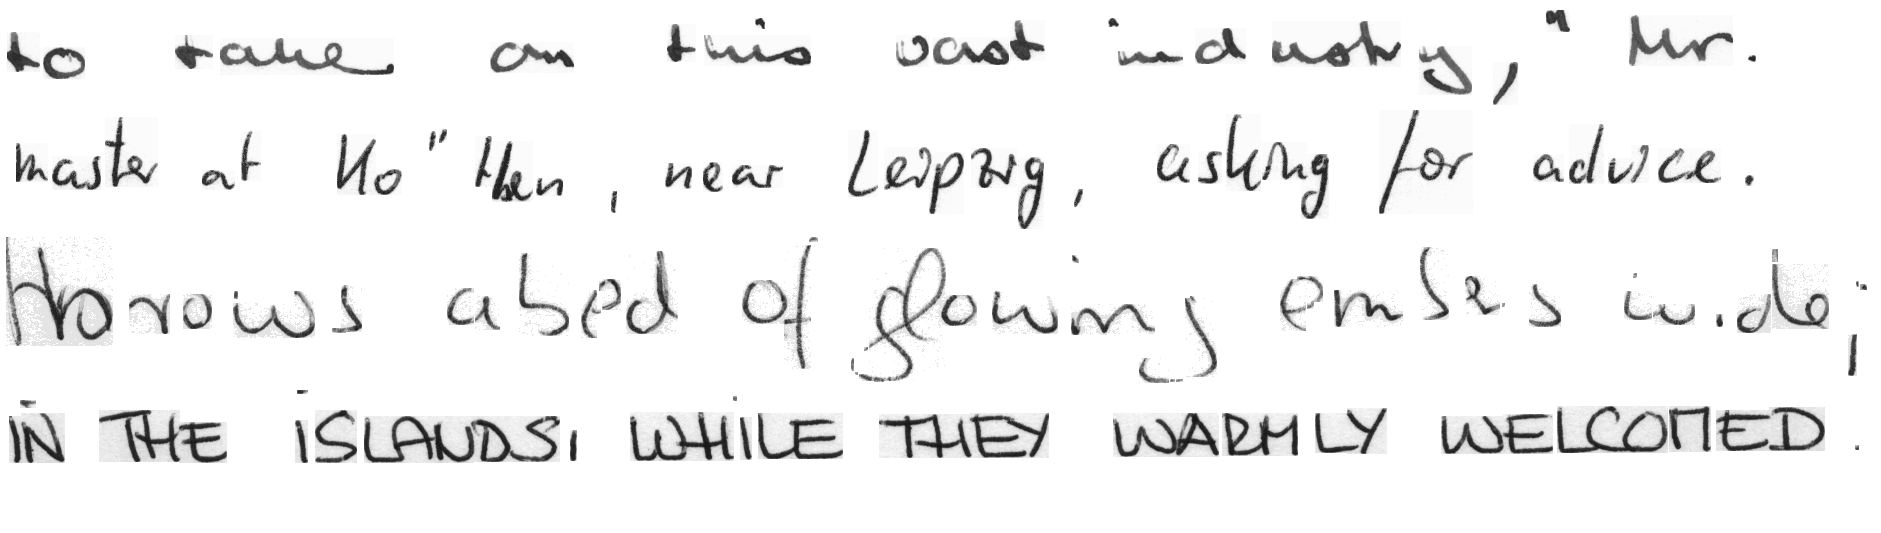 to take on this vast industry," Mr.
master at Ko"then, near Leipzig, asking for advice.
Horows a bed of glowing embers wide;
IN THE ISLANDS, WHILE THEY WARMLY WELCOMED.